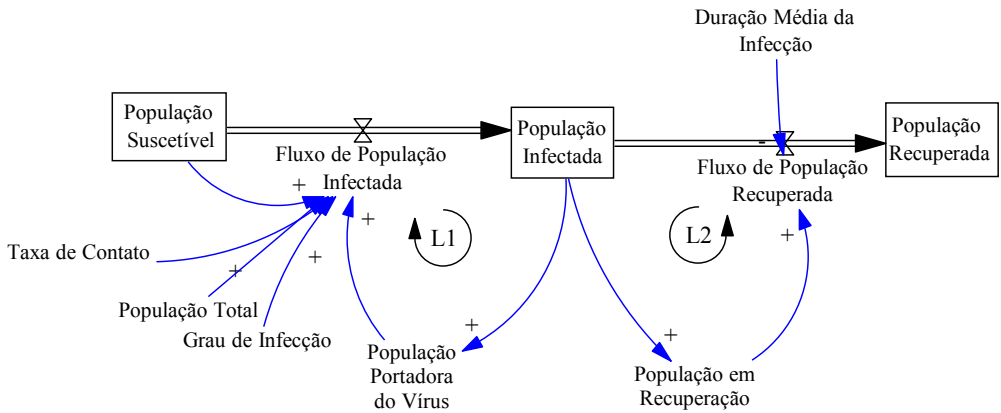 Duração Média da
Infecção
População
Suscetível
População
Infectada
População
Recuperada
Fluxo de População
Infectada
-
Fluxo de População
Recuperada
+
+
+
+
+
L1
L2
Taxa de Contato
População Total
Grau de Infecção
+
+
População
Portadora
do Vírus
População em
Recuperação